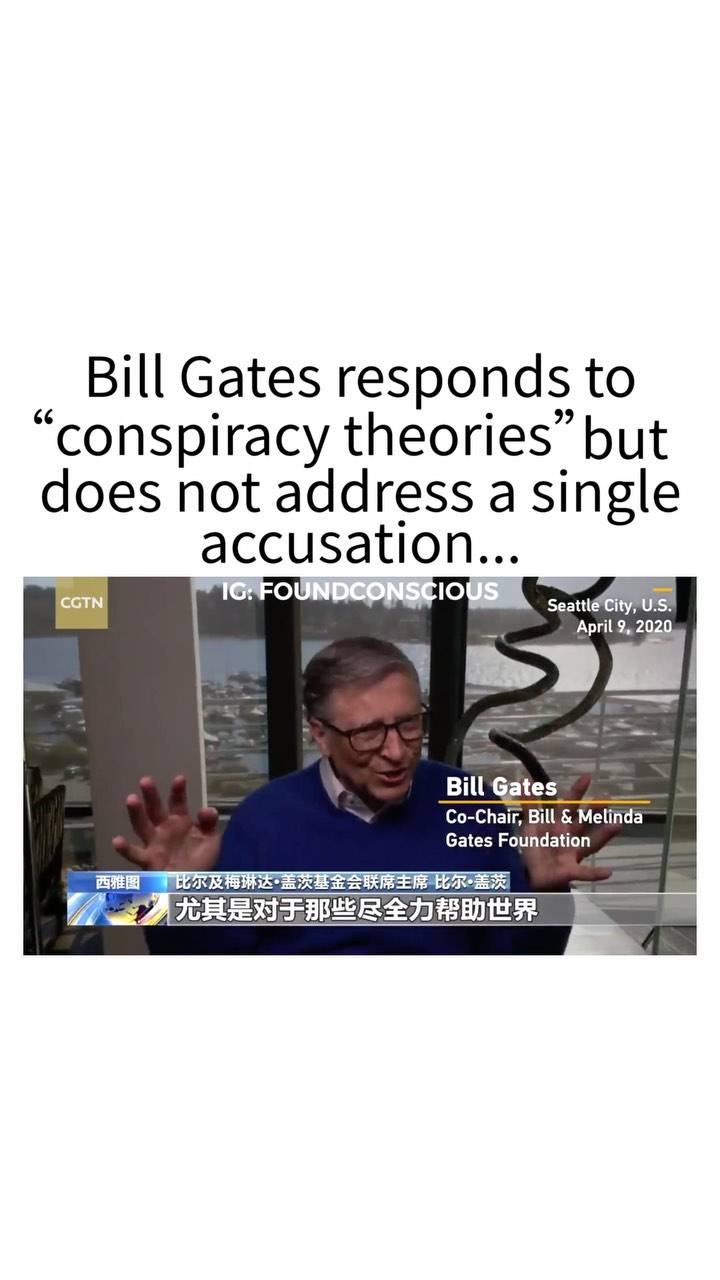 Bill Gates responds to
“conspiracy theories” but
does not address a single
accusation...
IG: FOUNDCONSCIOUS
CGTN
Seattle City, U.S.
April 9, 2020
Bill Gates
Co-Chair, Bill & Melinda
Gates Foundation
西雅图
比尔及梅琳达·盖茨基金会联席主席 比尔·盖茨
尤其是对于那些尽全力帮助世界